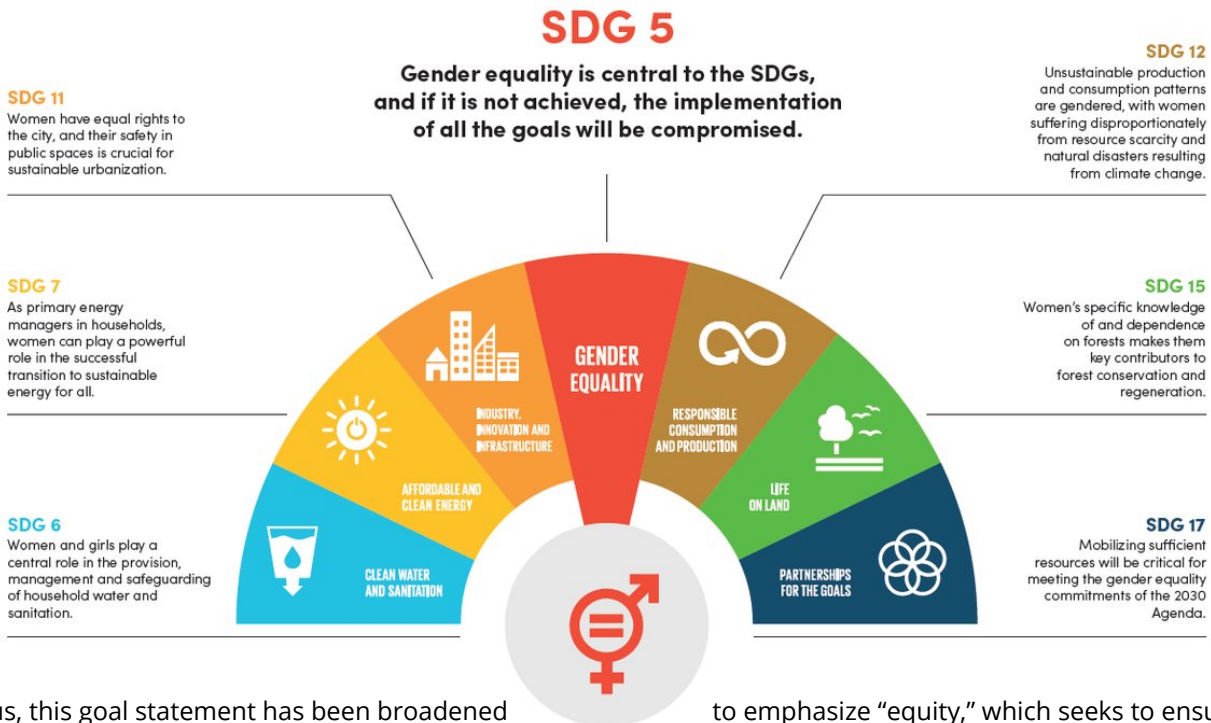 SDG 5
Gender equality is central to the SDGs,
and if it is not achieved, the implementation
of all the goals will be compromised.
SDG 11
Women have equal rights to
the city, and their safety in
public spaces is crucial for
sustainable urbanization.
SDG 12
Unsustainable production
and consumption patterns
are gendered, with women
suffering disproportionately
from resource scarcity and
natural disasters resulting
from climate change.
SDG 7
As primary energy
managers in households,
women can play a powerful
role in the successful
transition to sustainable
energy for all.
SDG 15
Women's specific knowledge
of and dependence
on forests makes them
key contributors to
forest conservation and
regeneration.
SDG 6
Women and girls play a
central role in the provision,
management and safeguarding
of household water and
sanitation.
SDG 17
Mobilizing sufficient
resources will be critical for
meeting the gender equality
commitments of the 2030
Agenda.
CLEAN WATER
AND SANITATION
AFFORDABLE AND
CLEAN ENERGY
INDUSTRY,
INNOVATION AND
INFRASTRUCTURE
GENDER
EQUALITY
RESPONSIBLE
CONSUMPTION
AND PRODUCTION
LIFE
ON LAND
PARTNERSHIPS
FOR THE GOALS
this goal statement has been broadened to emphasize “equity,” which seeks to